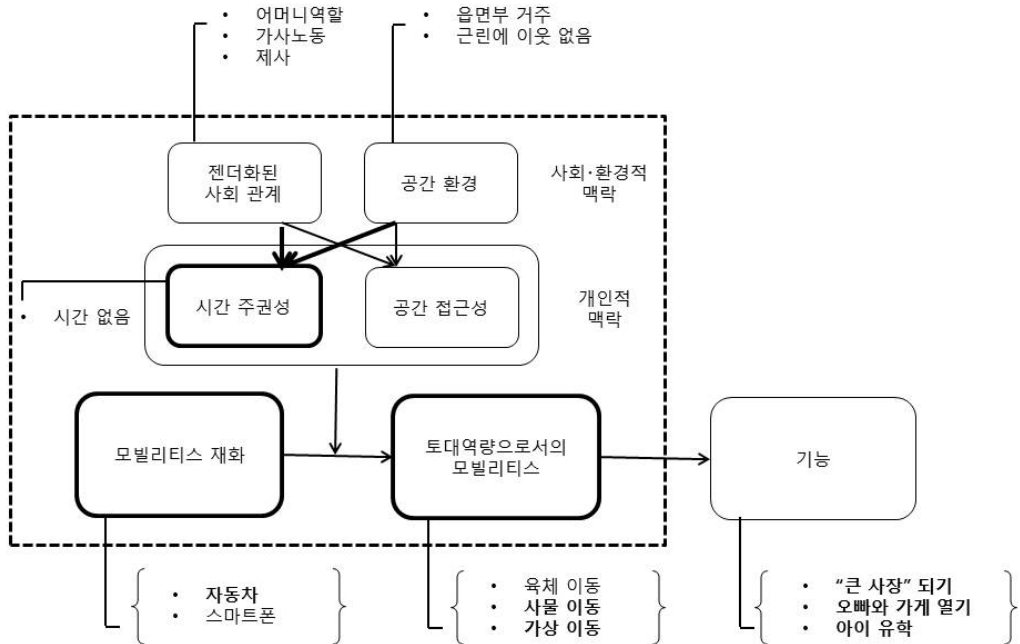 • 어머니역할
• 가사노동
• 제사
• 읍면부 거주
• 근린에 이웃 없음
젠더화된
사회 관계
공간 환경
사회·환경적
맥락
• 시간 없음
시간 주권성
공간 접근성
개인적
맥락
모빌리티스 재화
토대역량으로서의
모빌리티스
기능
• 자동차
• 스마트폰
• 육체 이동
• 사물 이동
• 가상 이동
• “큰 사장” 되기
• 오빠와 가게 열기
• 아이 유학